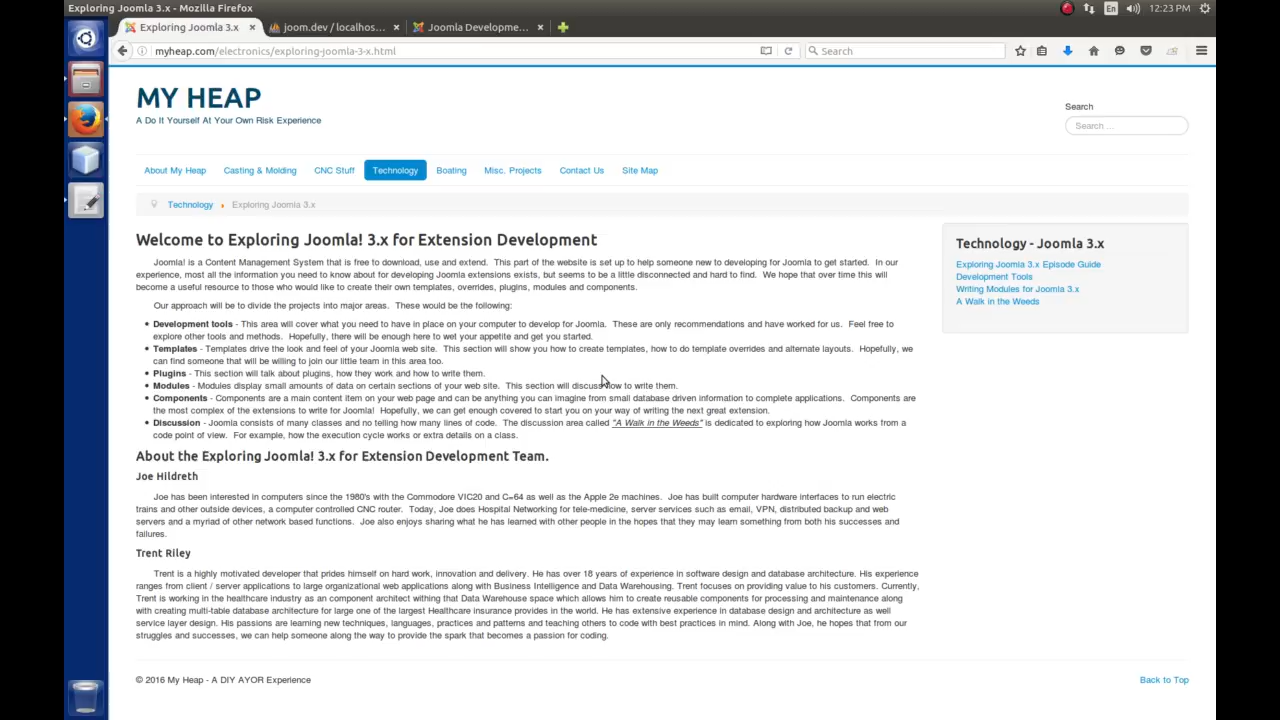 Exploring Joomla 3.x - Mozilla Firefox
En
12:23 PM
Exploring Joomla 3.x
joom.dev / localhos...
Joomla Developme...
myheap.com/electronics/exploring-joomla-3-x.html
Search
MY HEAP
A Do It Yourself At Your Own Risk Experience
Search
Search ...
About My Heap
Casting & Molding
CNC Stuff
Technology
Boating
Misc. Projects
Contact Us
Site Map
Technology
Exploring Joomla 3.x
Welcome to Exploring Joomla! 3.x for Extension Development
Joomla! is a Content Management System that is free to download, use and extend. This part of the website is set up to help someone new to developing for Joomla to get started. In our
experience, most all the information you need to know about for developing Joomla extensions exists, but seems to be a little disconnected and hard to find. We hope that over time this will
become a useful resource to those who would like to create their own templates, overrides, plugins, modules and components.
Our approach will be to divide the projects into major areas. These would be the following:
• Development tools - This area will cover what you need to have in place on your computer to develop for Joomla. These are only recommendations and have worked for us. Feel free to
explore other tools and methods. Hopefully, there will be enough here to wet your appetite and get you started.
• Templates - Templates drive the look and feel of your Joomla web site. This section will show you how to create templates, how to do template overrides and alternate layouts. Hopefully, we
can find someone that will be willing to join our little team in this area too.
• Plugins - This section will talk about plugins, how they work and how to write them.
• Modules - Modules display small amounts of data on certain sections of your web site. This section will discuss how to write them.
• Components - Components are a main content item on your web page and can be anything you can imagine from small database driven information to complete applications. Components are
the most complex of the extensions to write for Joomla! Hopefully, we can get enough covered to start you on your way of writing the next great extension.
• Discussion - Joomla consists of many classes and no telling how many lines of code. The discussion area called "A Walk in the Weeds" is dedicated to exploring how Joomla works from a
code point of view. For example, how the execution cycle works or extra details on a class.
About the Exploring Joomla! 3.x for Extension Development Team.
Joe Hildreth
Joe has been interested in computers since the 1980's with the Commodore VIC20 and C=64 as well as the Apple 2e machines. Joe has built computer hardware interfaces to run electric
trains and other outside devices, a computer controlled CNC router. Today, Joe does Hospital Networking for tele-medicine, server services such as email, VPN, distributed backup and web
servers and a myriad of other network based functions. Joe also enjoys sharing what he has learned with other people in the hopes that they may learn something from both his successes and
failures.
Trent Riley
Trent is a highly motivated developer that prides himself on hard work, innovation and delivery. He has over 18 years of experience in software design and database architecture. His experience
ranges from client / server applications to large organizational web applications along with Business Intelligence and Data Warehousing. Trent focuses on providing value to his customers. Currently,
Trent is working in the healthcare industry as an component architect withing that Data Warehouse space which allows him to create reusable components for processing and maintenance along
with creating multi-table database architecture for large one of the largest Healthcare insurance provides in the world. He has extensive experience in database design and architecture as well
service layer design. His passions are learning new techniques, languages, practices and patterns and teaching others to code with best practices in mind. Along with Joe, he hopes that from our
struggles and successes, we can help someone along the way to provide the spark that becomes a passion for coding.
Technology - Joomla 3.x
Exploring Joomla 3.x Episode Guide
Development Tools
Writing Modules for Joomla 3.x
A Walk in the Weeds
© 2016 My Heap - A DIY AYOR Experience
Back to Top